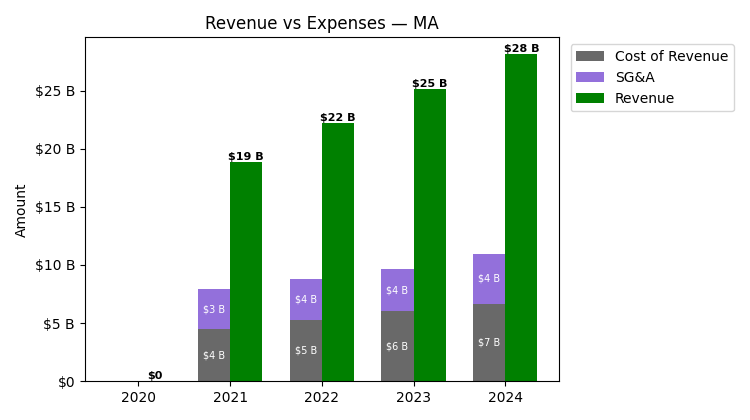 Revenue vs Expenses — MA
Cost of Revenue
SG&A
Revenue
Amount
$25 B
$20 B
$15 B
$10 B
$5 B
$0
$0
$19 B
$22 B
$25 B
$28 B
$3 B
$4 B
$4 B
$4 B
$4 B
$5 B
$6 B
$7 B
2020
2021
2022
2023
2024